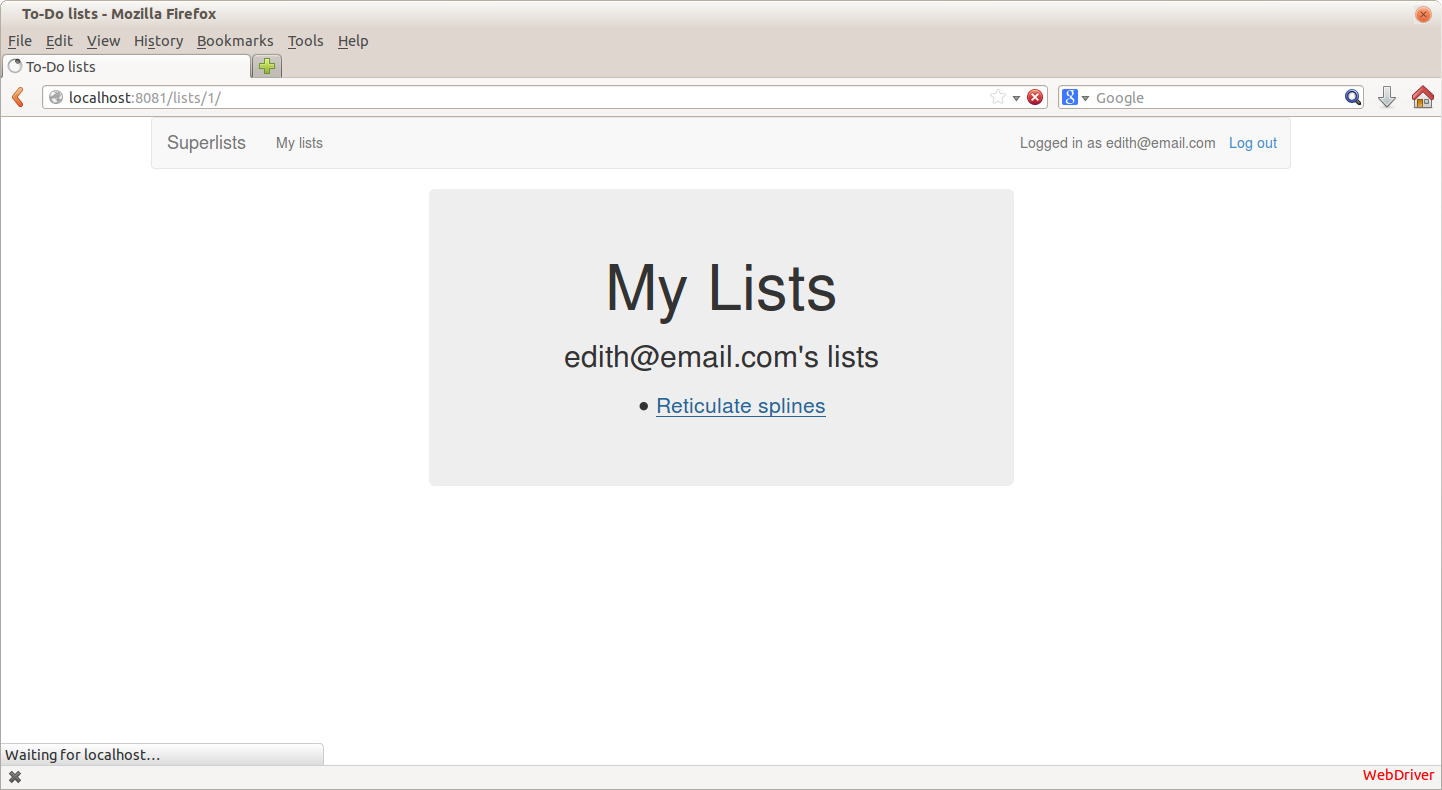 To-Do lists - Mozilla Firefox
File Edit View History Bookmarks Tools Help
To-Do lists
localhost:8081/lists/1/ Google
Superlists My lists Logged in as edith@email.com Log out
My Lists
edith@email.com's lists
• Reticulate splines
Waiting for localhost...
WebDriver